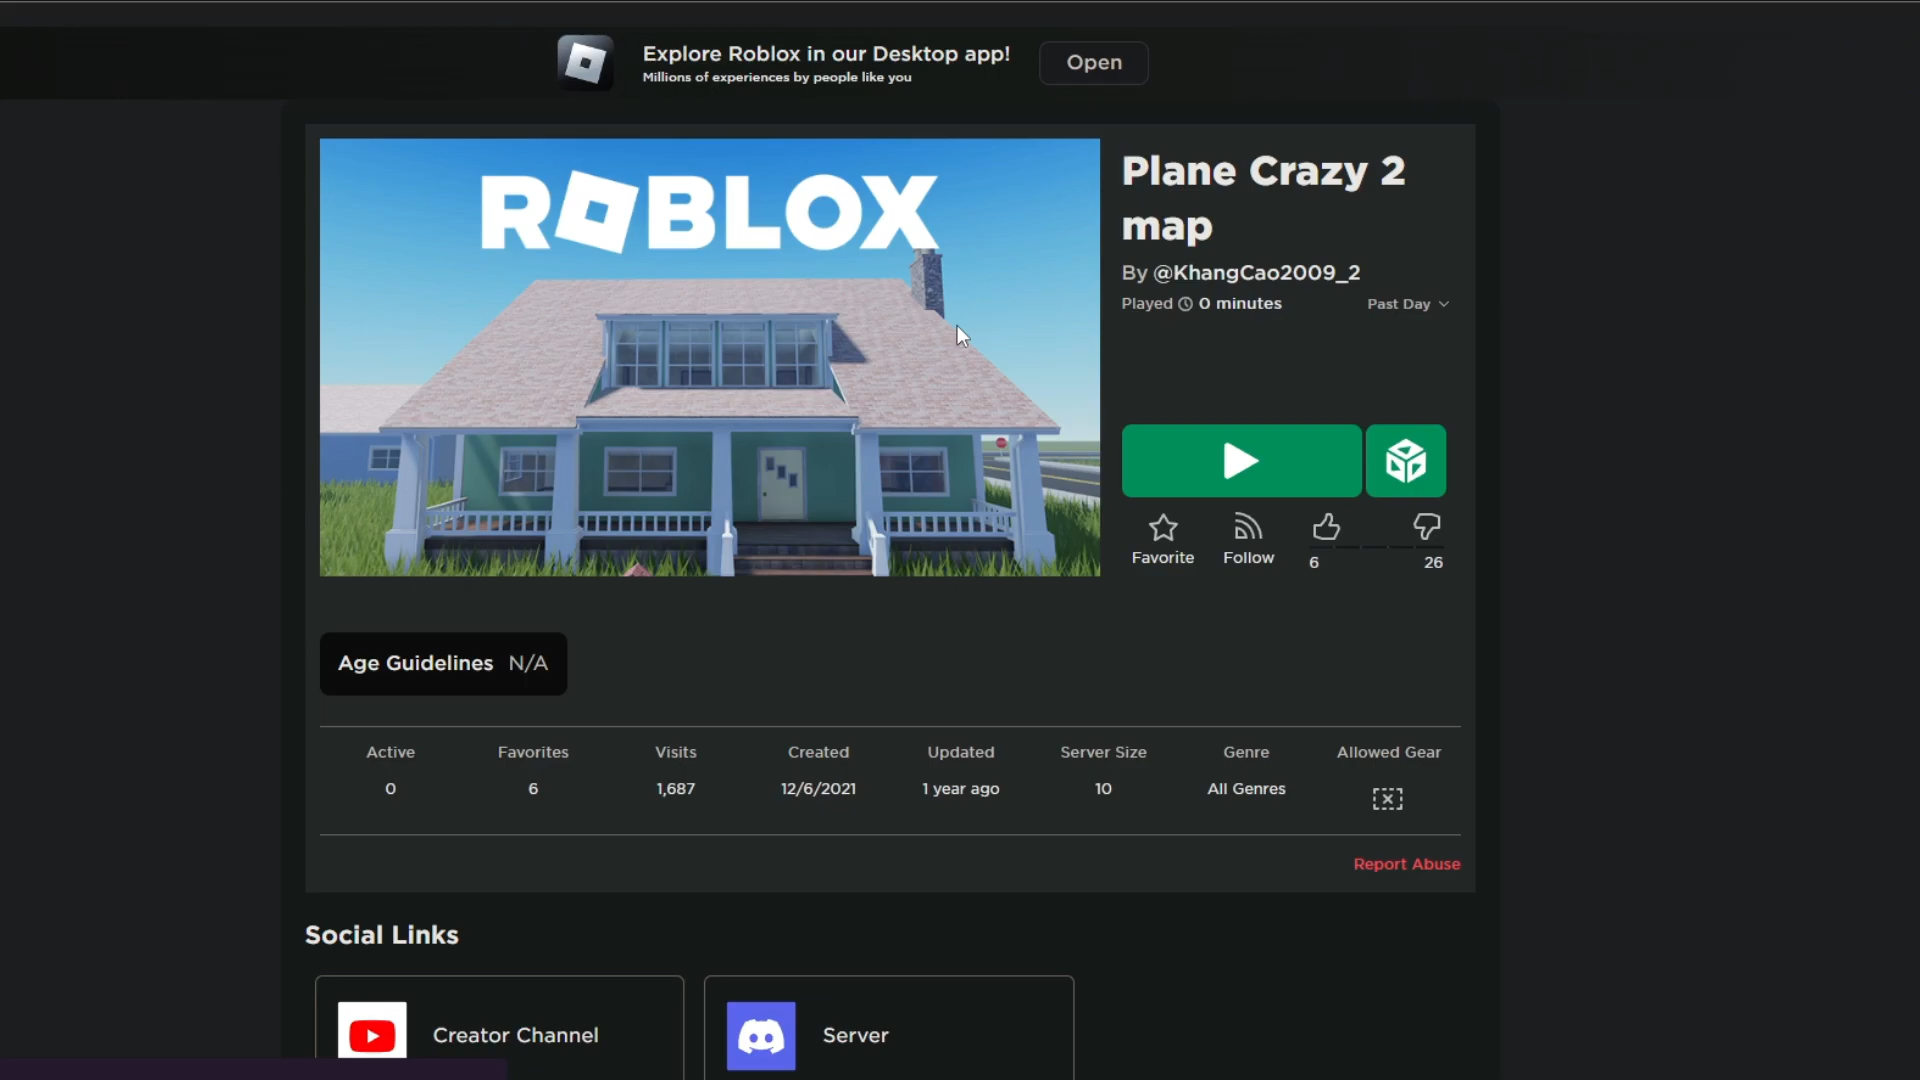 Explore Roblox in our Desktop app!
Millions of experiences by people like you
Open
ROBLOX
Plane Crazy 2
map
By @KhangCao2009_2
Played 0 minutes
Past Day
Favorite
Follow
6
26
Age Guidelines N/A
Active
Favorites
Visits
Created
Updated
Server Size
Genre
Allowed Gear
0
6
1,687
12/6/2021
1 year ago
10
All Genres
Report Abuse
Social Links
Creator Channel
Server